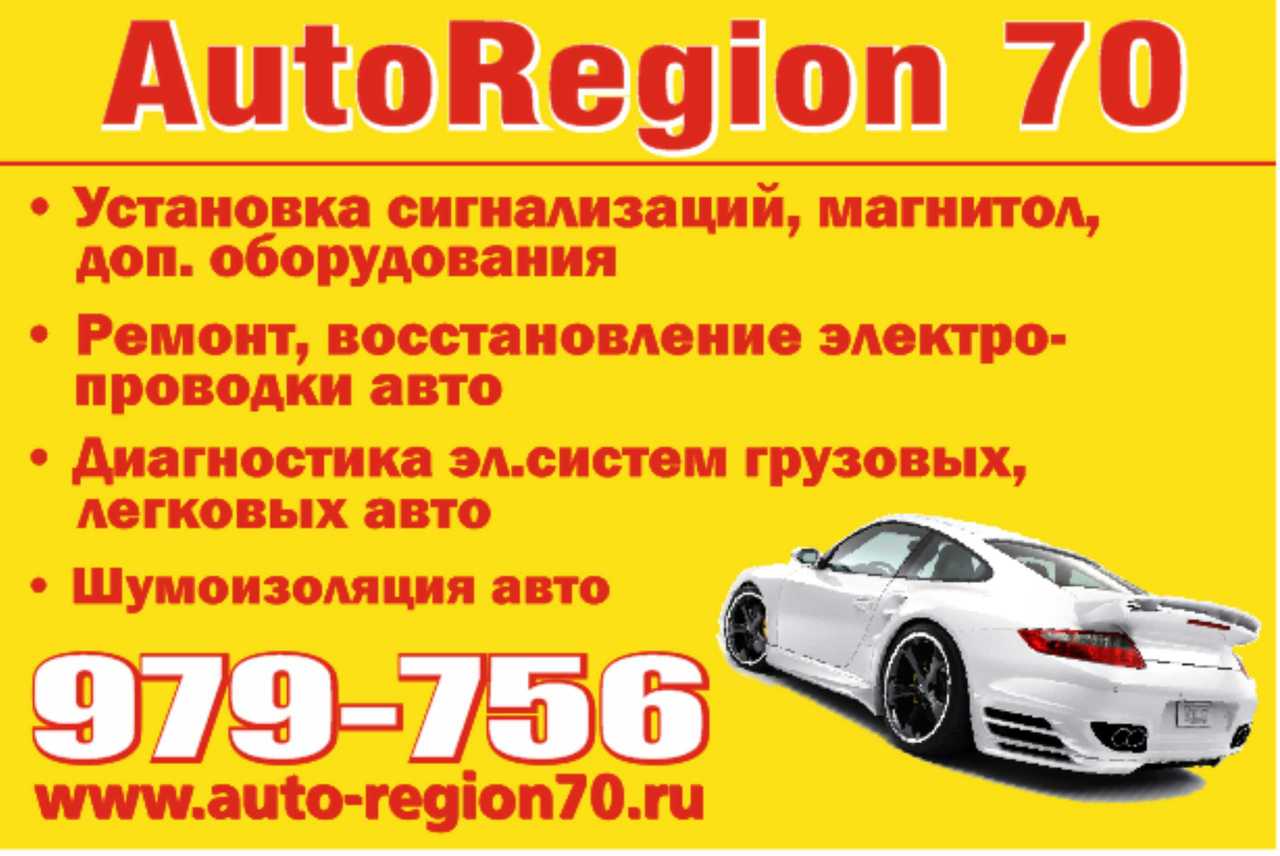 AutoRegion 70
• Установка сигнализаций, магнитол,
доп. оборудования
• Ремонт, восстановление электро-
проводки авто
• Диагностика эл.систем грузовых,
легковых авто
• Шумоизоляция авто
979-756
www.auto-region70.ru